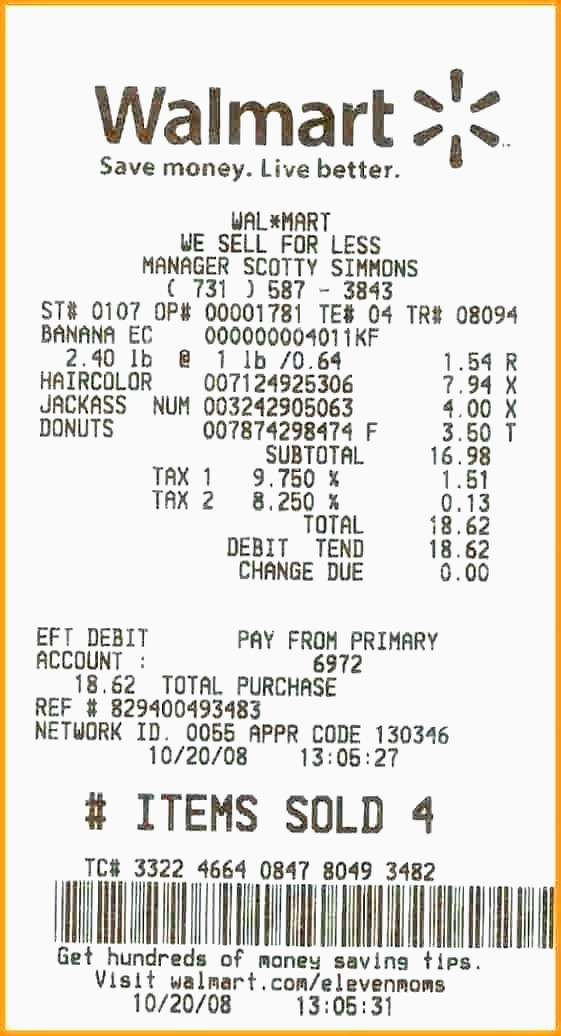 Walmart
Save money. Live better.
WAL*MART
WE SELL FOR LESS
MANAGER SCOTTY SIMMONS
( 731 ) 587 - 3843
ST# 0107 OP# 00001781 TE# 04 TR# 08094
BANANA EC 000000004011KF
2.40 lb @ 1 lb /0.64 1.54 R
HAIRCOLOR 007124925306 7.94 X
JACKASS NUM 003242905063 4.00 X
DONUTS 007874298474 F 3.50 T
SUBTOTAL 16.98
TAX 1 9.750 % 1.51
TAX 2 8.250 % 0.13
TOTAL 18.62
DEBIT TEND 18.62
CHANGE DUE 0.00
EFT DEBIT PAY FROM PRIMARY
ACCOUNT : 6972
18.62 TOTAL PURCHASE
REF # 829400493483
NETWORK ID. 0055 APPR CODE 130346
10/20/08 13:05:27
# ITEMS SOLD 4
TC# 3322 4664 0847 8049 3482
Get hundreds of money saving tips.
Visit walmart.com/elevenmoms
10/20/08 13:05:31